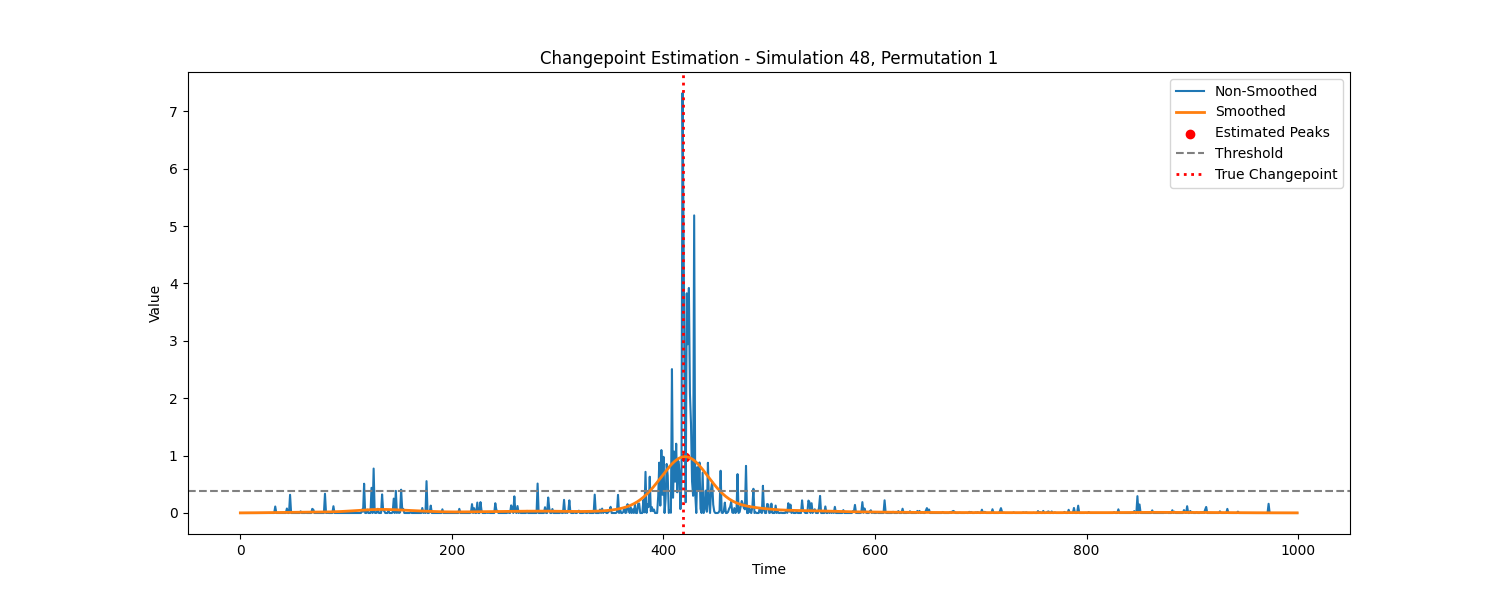 Changepoint Estimation - Simulation 48, Permutation 1
Non-Smoothed
Smoothed
Estimated Peaks
Threshold
True Changepoint
Value
7
6
5
4
3
2
1
0
0 200 400 600 800 1000
Time